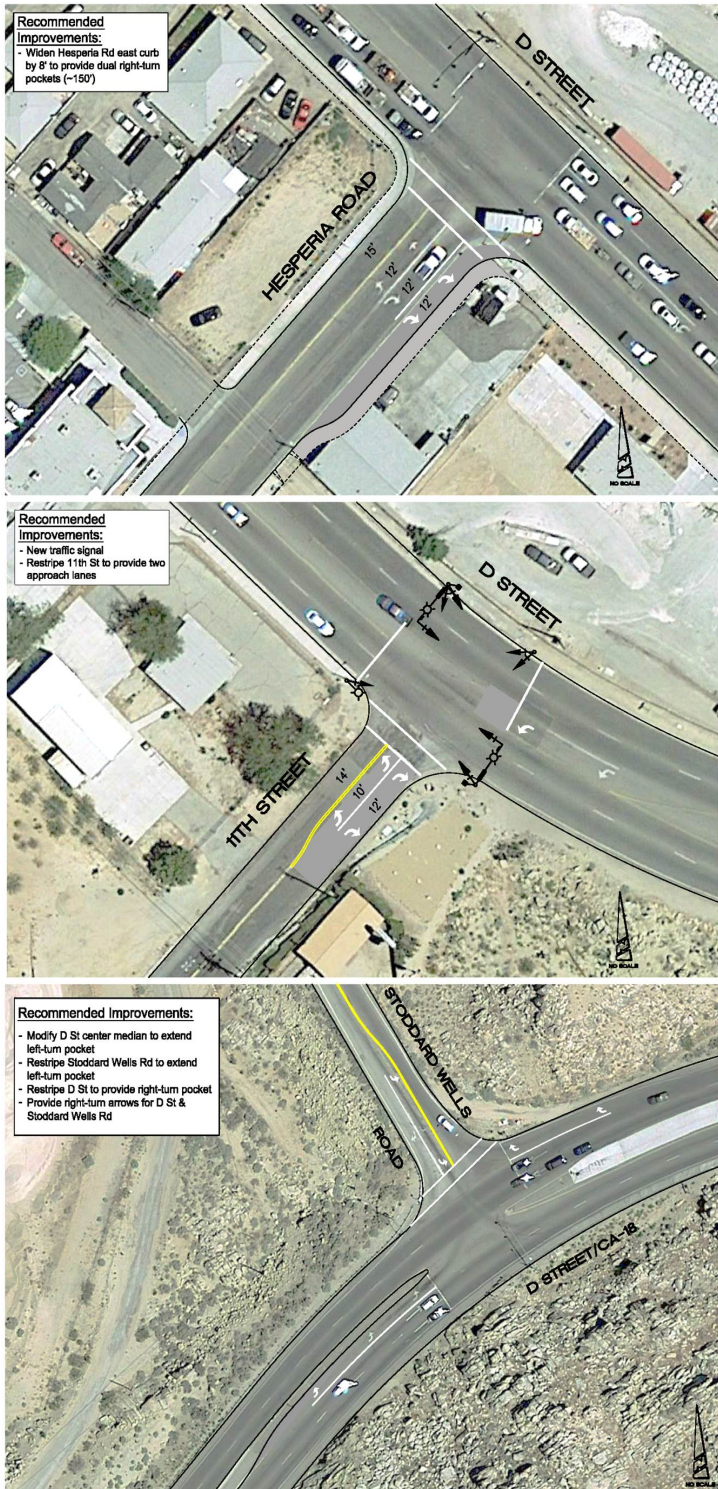 Recommended
Improvements:
- Widen Hesperia Rd east curb
by 8' to provide dual right-turn
pockets (~150')
D STREET
HESPERIA ROAD
15'
12'
12'
12'
NO SCALE
Recommended
Improvements:
- New traffic signal
- Restripe 11th St to provide two
approach lanes
D STREET
11TH STREET
14'
10'
12'
NO SCALE
Recommended Improvements:
- Modify D St center median to extend
left-turn pocket
- Restripe Stoddard Wells Rd to extend
left-turn pocket
- Restripe D St to provide right-turn pocket
- Provide right-turn arrows for D St &
Stoddard Wells Rd
STODDARD WELLS
ROAD
D STREET/CA-18
NO SCALE